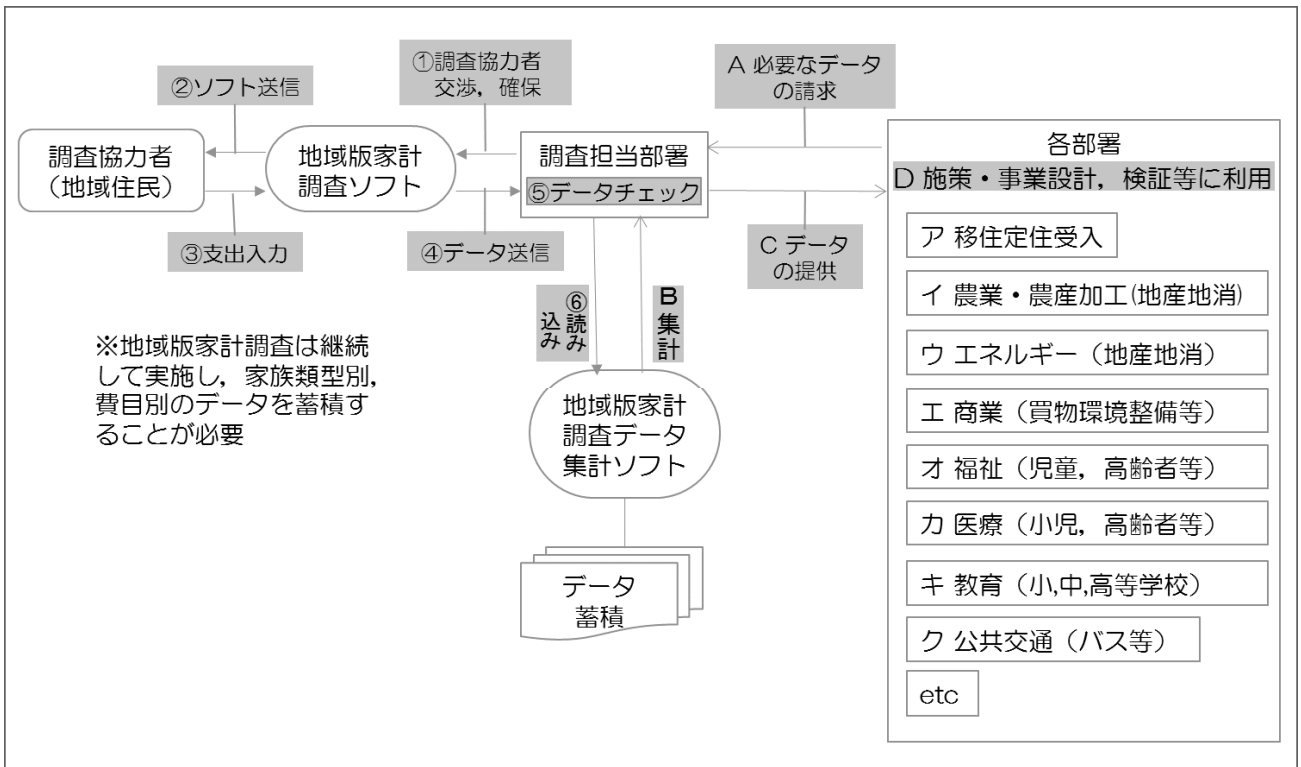 ①調査協力者
交渉，確保
②ソフト送信
A 必要なデータ
の請求
調査協力者
（地域住民）
地域版家計
調査ソフト
調査担当部署
⑤データチェック
③支出入力
④データ送信
C データ
の提供
⑥読み
込み
B
集計
※地域版家計調査は継続
して実施し，家族類型別，
費目別のデータを蓄積す
ることが必要
地域版家計
調査データ
集計ソフト
データ
蓄積
各部署
D 施策・事業設計，検証等に利用
ア 移住定住受入
イ 農業・農産加工(地産地消)
ウ エネルギー（地産地消）
エ 商業（買物環境整備等）
オ 福祉（児童，高齢者等）
カ 医療（小児，高齢者等）
キ 教育（小,中,高等学校）
ク 公共交通（バス等）
etc